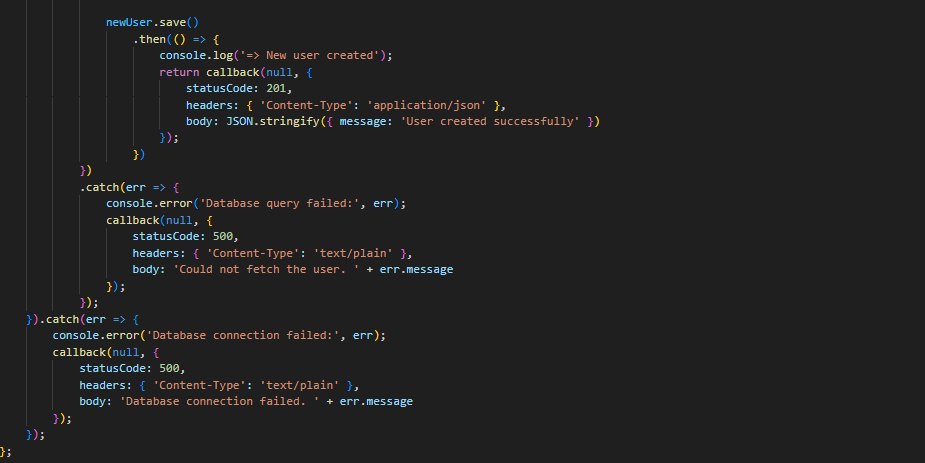 newUser.save()
.then(() => {
console.log('=> New user created');
return callback(null, {
statusCode: 201,
headers: { 'Content-Type': 'application/json' },
body: JSON.stringify({ message: 'User created successfully' })
});
})
})
.catch(err => {
console.error('Database query failed:', err);
callback(null, {
statusCode: 500,
headers: { 'Content-Type': 'text/plain' },
body: 'Could not fetch the user. ' + err.message
});
});
}).catch(err => {
console.error('Database connection failed:', err);
callback(null, {
statusCode: 500,
headers: { 'Content-Type': 'text/plain' },
body: 'Database connection failed. ' + err.message
});
});
};